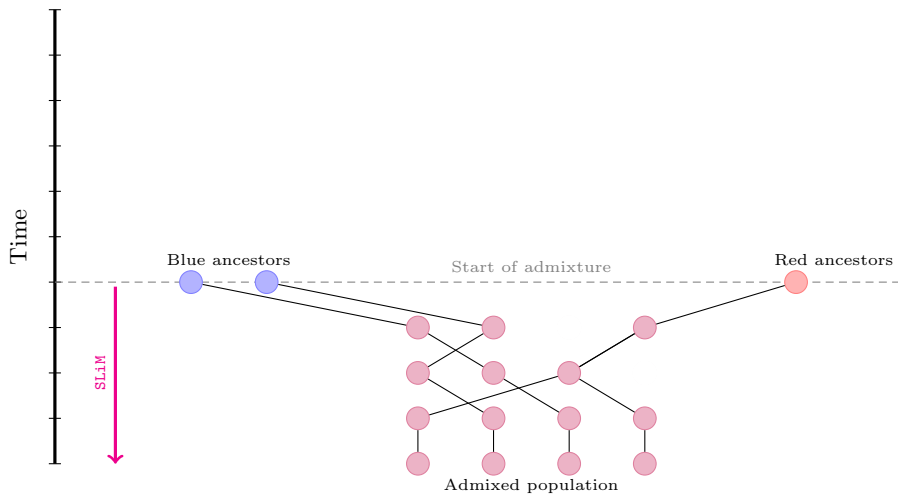 Time
Blue ancestors
Red ancestors
Start of admixture
SLiM
Admixed population